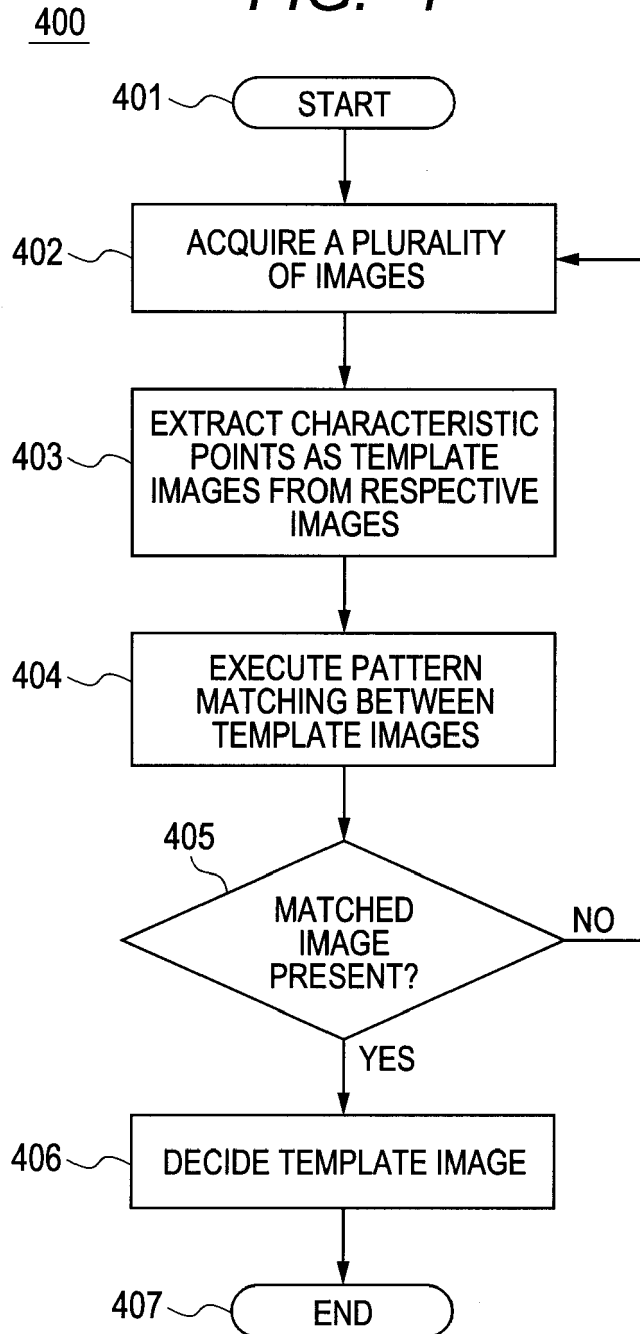 FIG.
400
401
START
402
ACQUIRE A PLURALITY
OF IMAGES
403
EXTRACT CHARACTERISTIC
POINTS AS TEMPLATE
IMAGES FROM RESPECTIVE
IMAGES
404
EXECUTE PATTERN
MATCHING BETWEEN
TEMPLATE IMAGES
405
MATCHED
IMAGE
PRESENT?
NO
YES
406
DECIDE TEMPLATE IMAGE
407
END